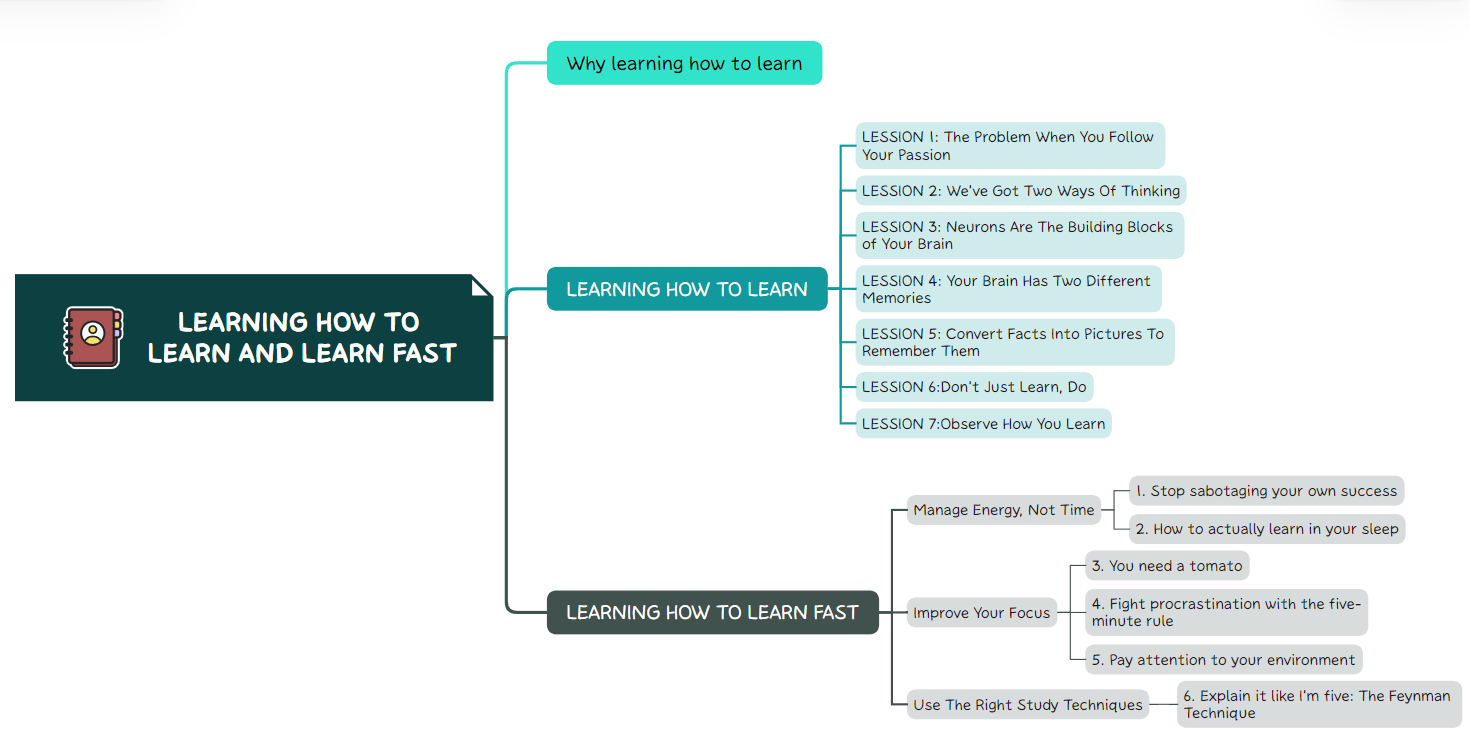 Why learning how to learn
LESSION 1: The Problem When You Follow
Your Passion
LESSION 2: We've Got Two Ways Of Thinking
LESSION 3: Neurons Are The Building Blocks
of Your Brain
LEARNING HOW TO LEARN
LESSION 4: Your Brain Has Two Different
Memories
LEARNING HOW TO
LEARN AND LEARN FAST
LESSION 5: Convert Facts Into Pictures To
Remember Them
LESSION 6:Don't Just Learn, Do
LESSION 7:Observe How You Learn
LEARNING HOW TO LEARN FAST
Manage Energy, Not Time
1. Stop sabotaging your own success
2. How to actually learn in your sleep
Improve Your Focus
3. You need a tomato
4. Fight procrastination with the five-
minute rule
5. Pay attention to your environment
Use The Right Study Techniques
6. Explain it like I'm five: The Feynman
Technique